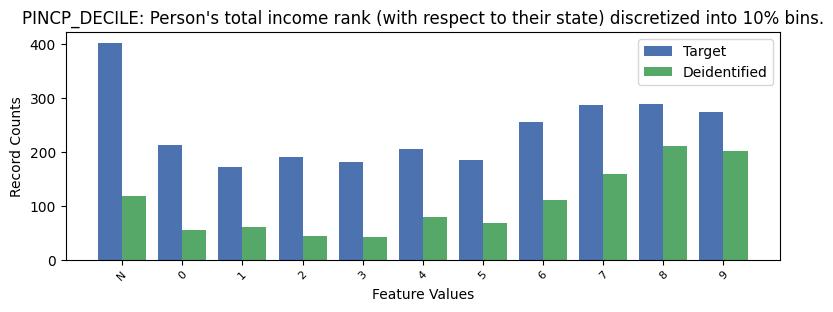 PINCP_DECILE: Person's total income rank (with respect to their state) discretized into 10% bins.
Target
Deidentified
Record Counts
400
300
200
100
0
N 0 1 2 3 4 5 6 7 8 9
Feature Values